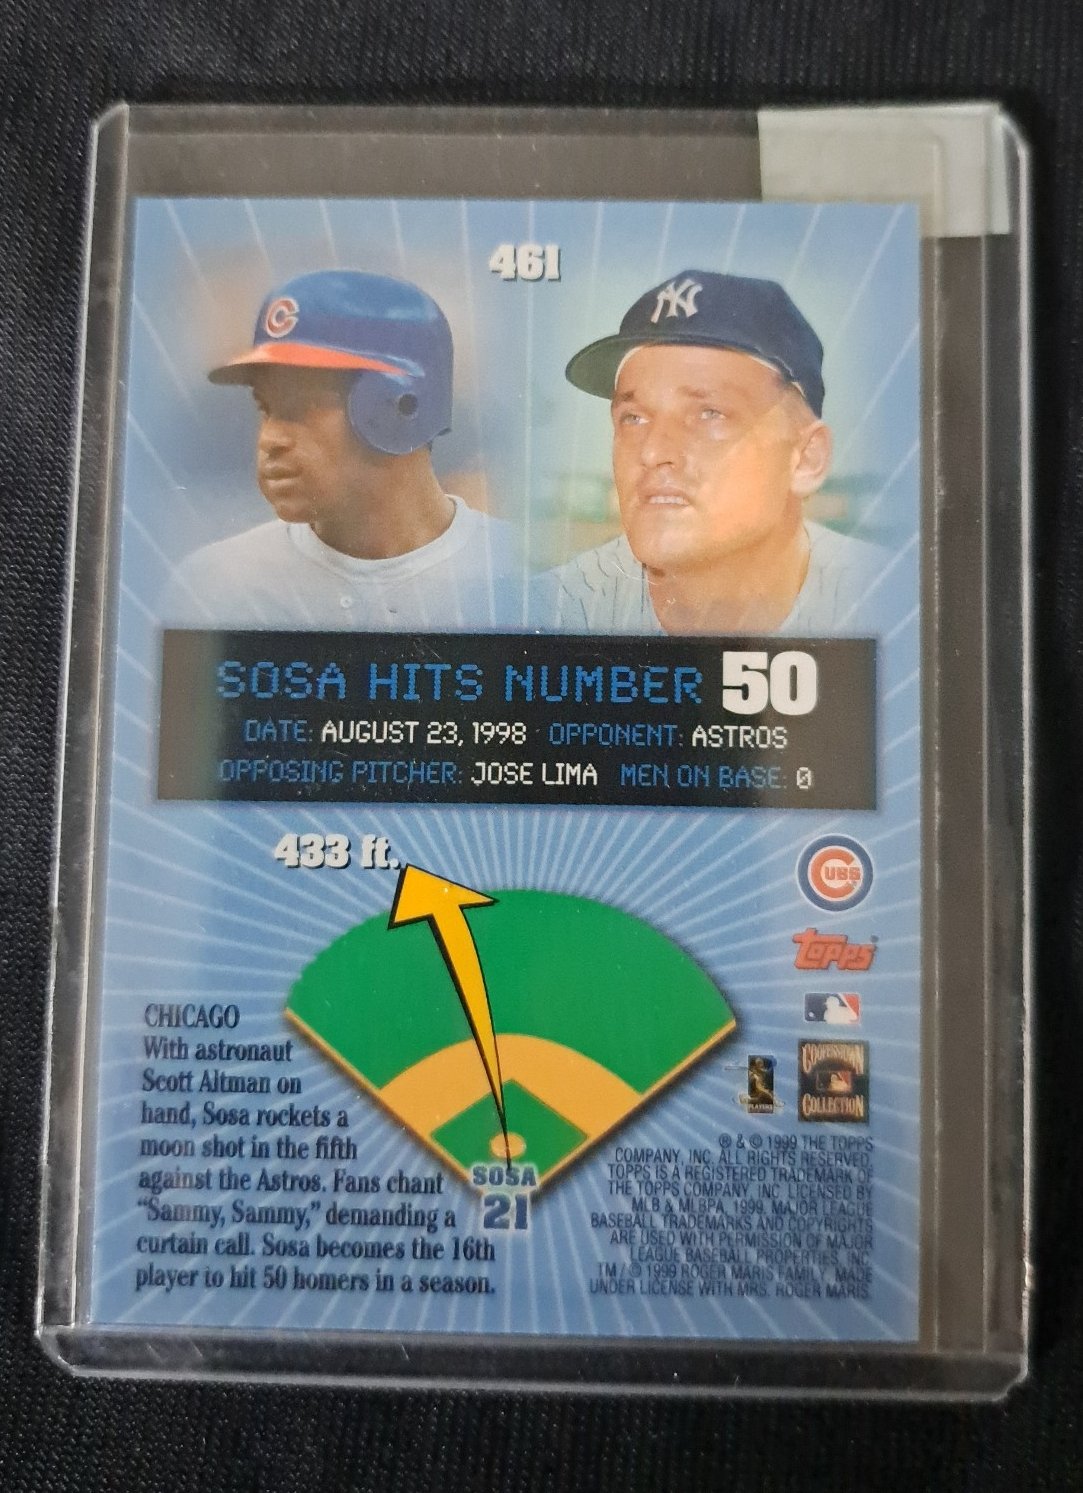 461
C
NY
SOSA HITS NUMBER 50
DATE: AUGUST 23, 1998 OPPONENT: ASTROS
OPPOSING PITCHER: JOSE LIMA MEN ON BASE: 0
433 ft.
CUBS
Topps
CHICAGO
With astronaut
Scott Altman on
hand, Sosa rockets a
moon shot in the fifth
against the Astros. Fans chant
"Sammy, Sammy," demanding a
curtain call. Sosa becomes the 16th
player to hit 50 homers in a season.
SOSA
21
PLAYERS
COOPERSTOWN
COLLECTION
® & © 1999 THE TOPPS
COMPANY, INC. ALL RIGHTS RESERVED.
TOPPS IS A REGISTERED TRADEMARK OF
THE TOPPS COMPANY, INC. LICENSED BY
MLB & MLBPA, 1999. MAJOR LEAGUE
BASEBALL TRADEMARKS AND COPYRIGHTS
ARE USED WITH PERMISSION OF MAJOR
LEAGUE BASEBALL PROPERTIES, INC.
TM/© 1999 ROGER MARIS FAMILY, MADE
UNDER LICENSE WITH MRS. ROGER MARIS.